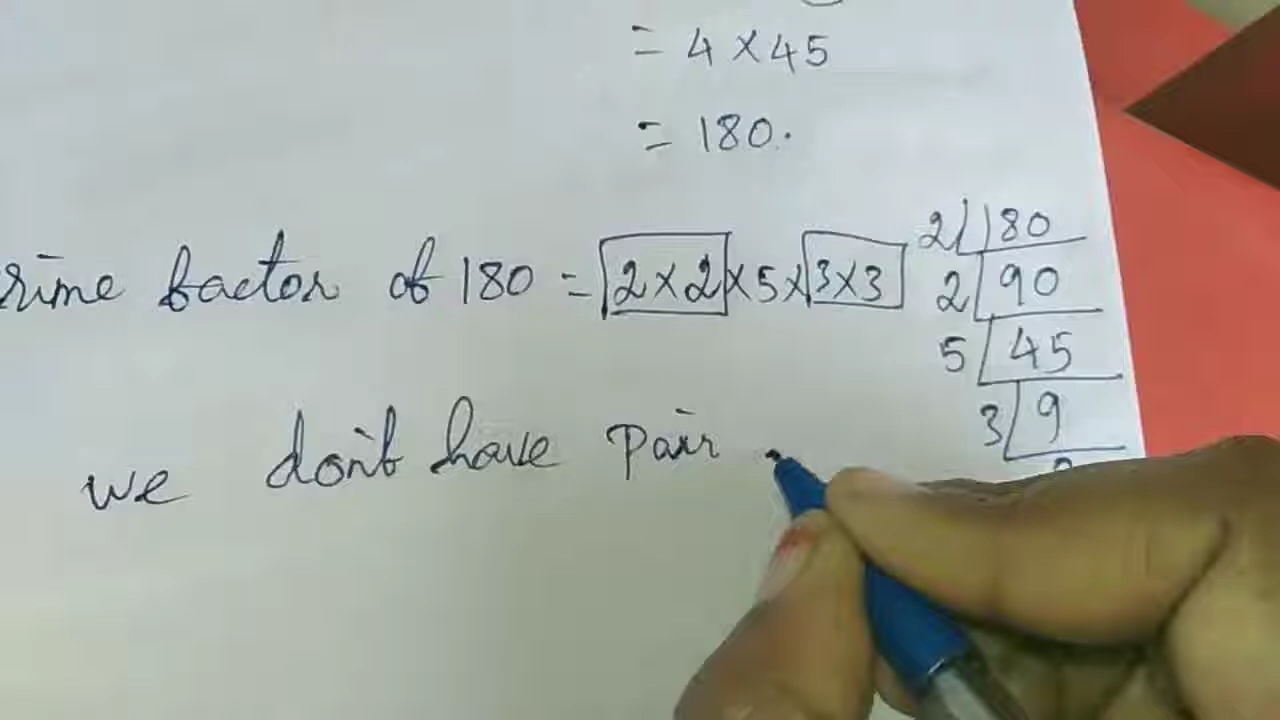 = 4 × 45
= 180.
rime factor of 180 = 2×2×5×3×3
2 180
2 90
5 45
3 9
we don't have pair